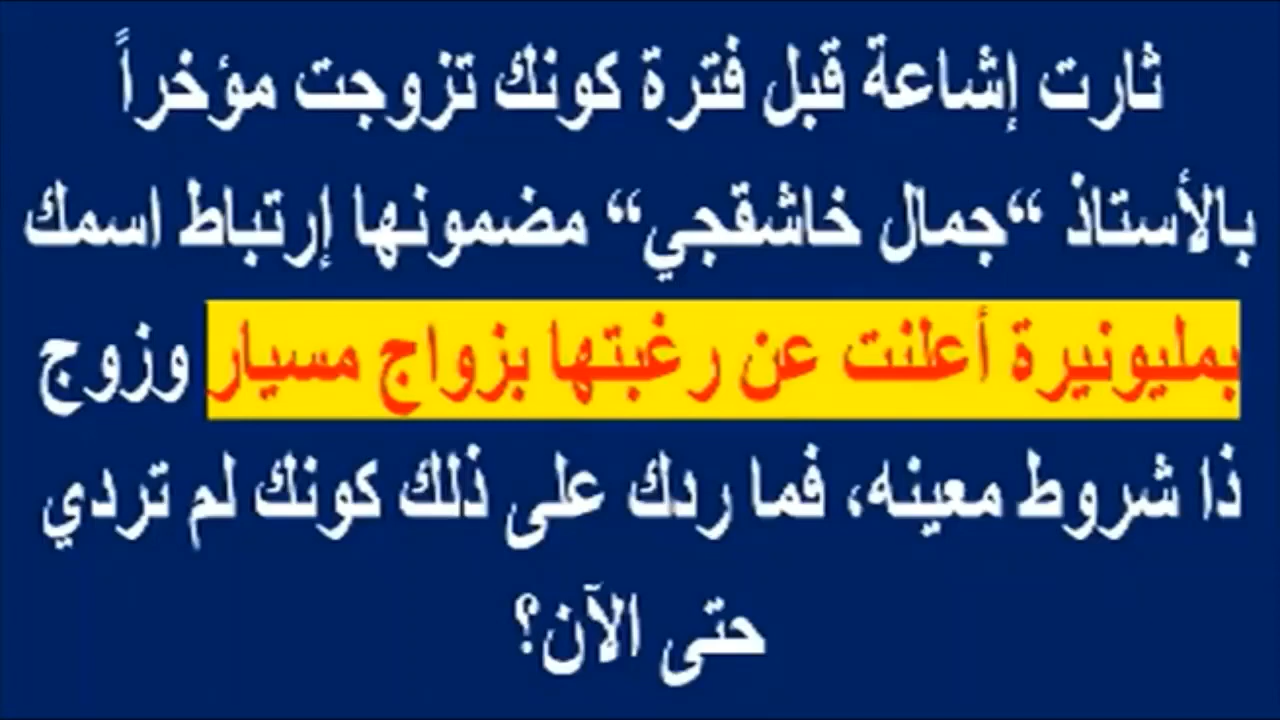 ثارت إشاعة قبل فترة كونك تزوجت مؤخراً
بالأستاذ “جمال خاشقجي“ مضمونها إرتباط اسمك
بمليونيرة أعلنت عن رغبتها بزواج مسيار وزوج
ذا شروط معينه، فما ردك على ذلك كونك لم تردي
حتى الآن؟